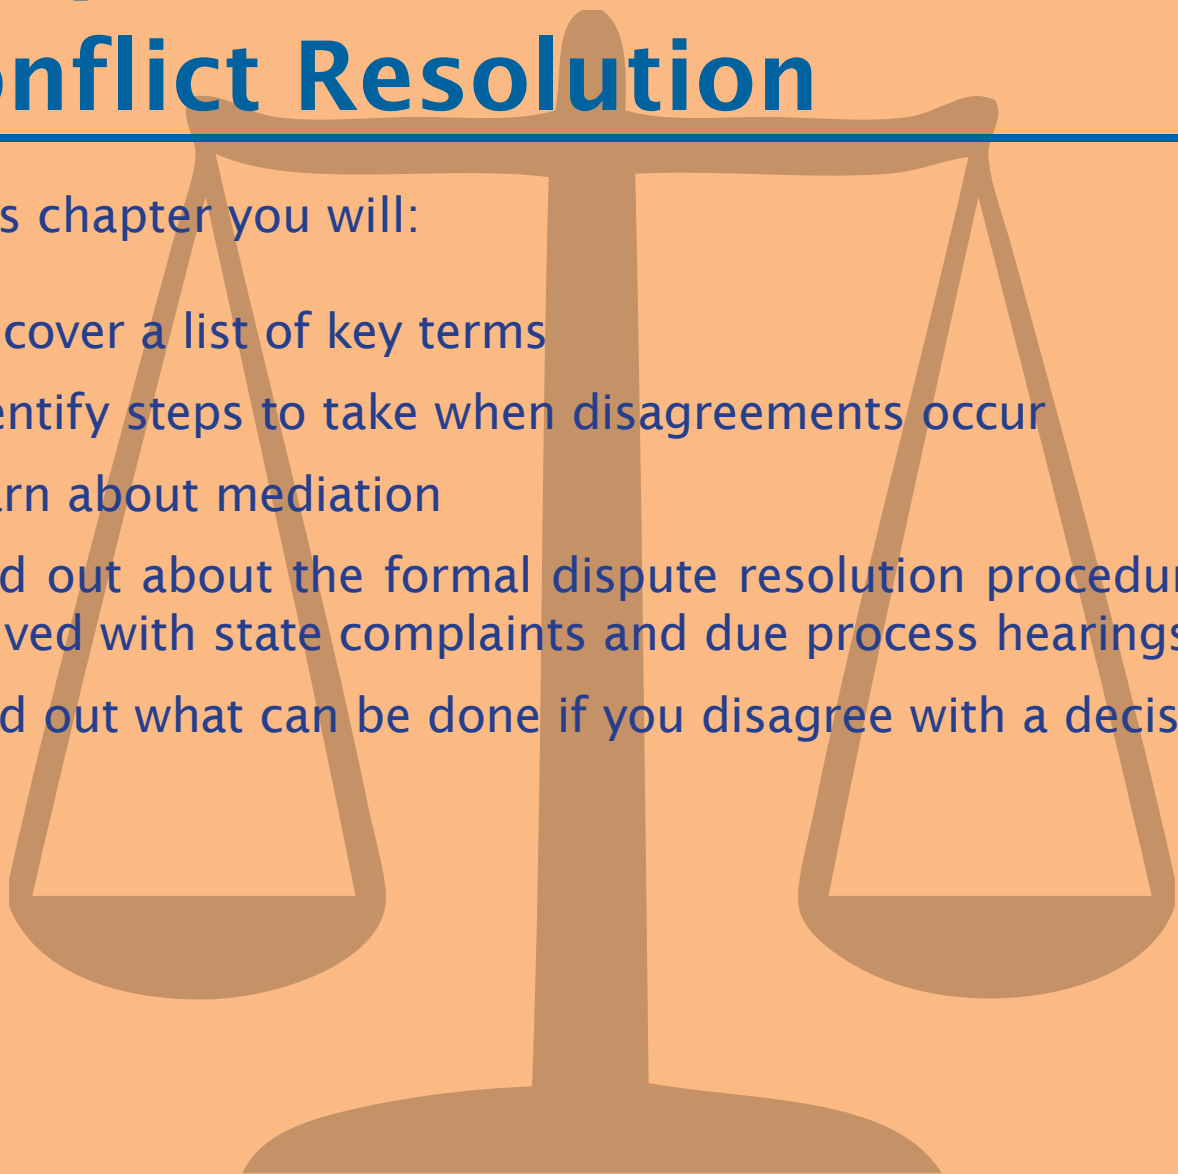 onflict Resolution
s chapter you will:
cover a list of key terms
entify steps to take when disagreements occur
arn about mediation
d out about the formal dispute resolution procedur
ved with state complaints and due process hearings
d out what can be done if you disagree with a decis